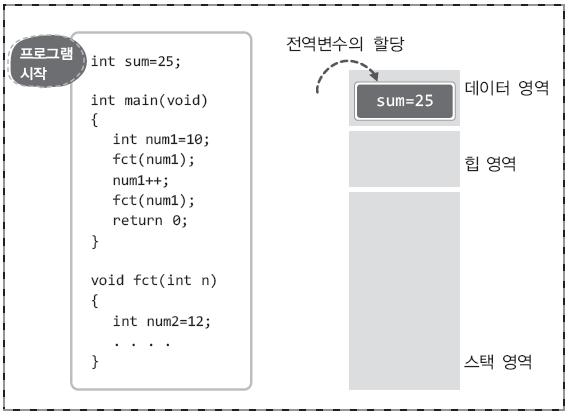 프로그램
시작
int sum=25;
int main(void)
{
int num1=10;
fct(num1);
num1++;
fct(num1);
return 0;
}
void fct(int n)
{
int num2=12;
. . . .
}
전역변수의 할당
sum=25
데이터 영역
힙 영역
스택 영역